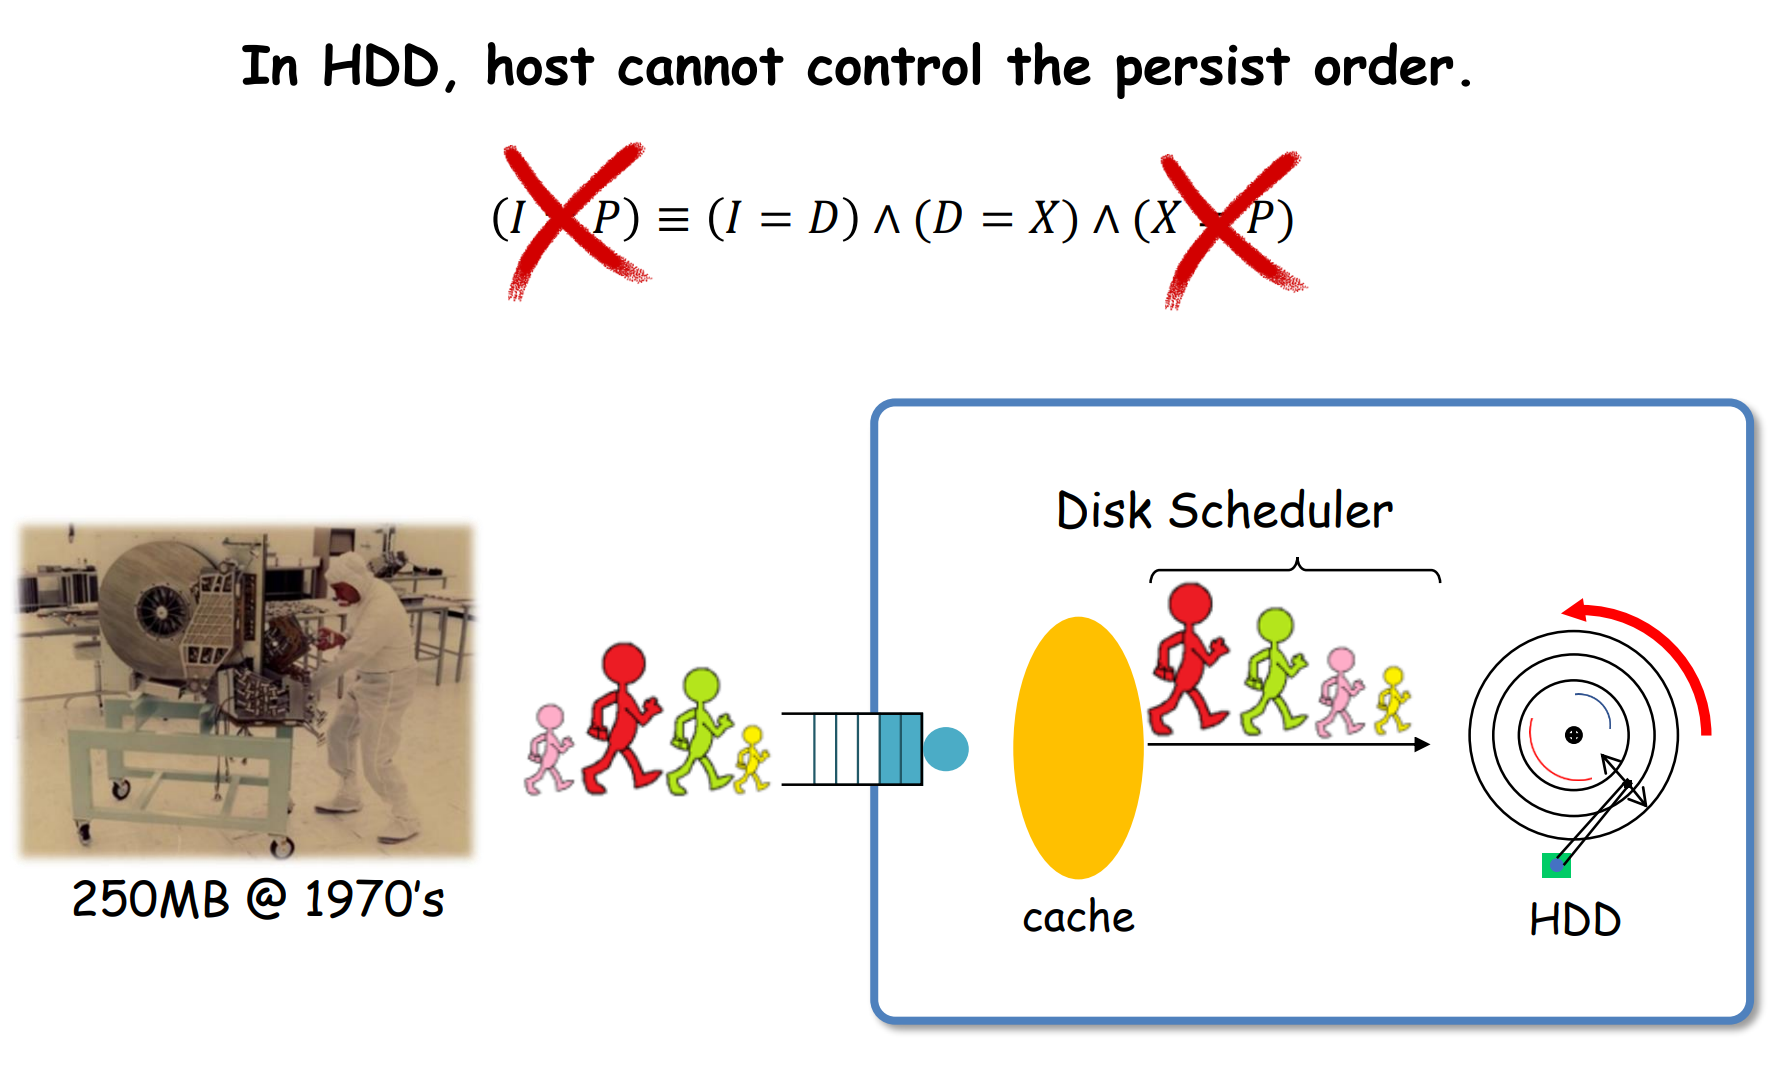 In HDD, host cannot control the persist order.
(I P) ≡ (I = D) ∧ (D = X) ∧ (X = P)
Disk Scheduler
250MB @ 1970's
cache
HDD